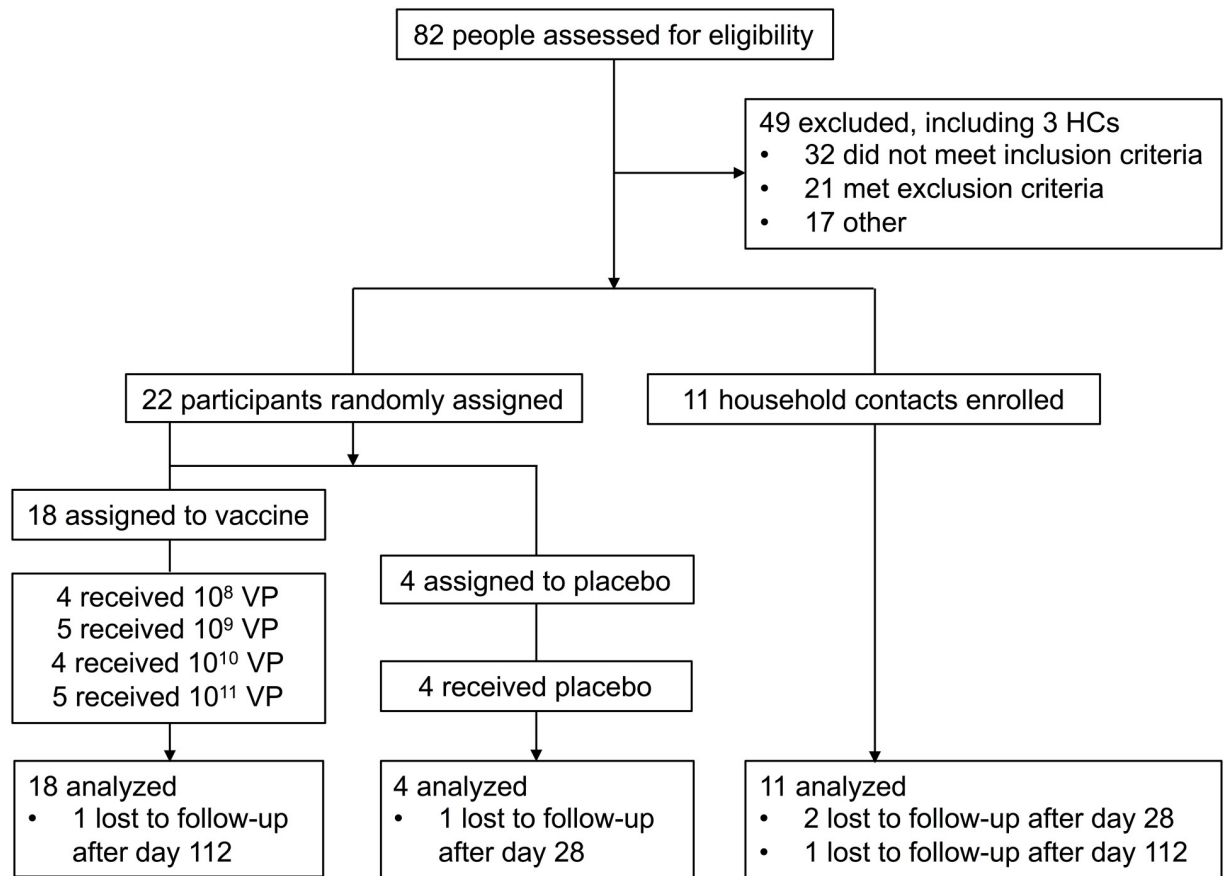 82 people assessed for eligibility
49 excluded, including 3 HCs
• 32 did not meet inclusion criteria
• 21 met exclusion criteria
• 17 other
22 participants randomly assigned
11 household contacts enrolled
18 assigned to vaccine
4 received 10⁸ VP
5 received 10⁹ VP
4 received 10¹⁰ VP
5 received 10¹¹ VP
4 assigned to placebo
4 received placebo
18 analyzed
• 1 lost to follow-up
after day 112
4 analyzed
• 1 lost to follow-up
after day 28
11 analyzed
• 2 lost to follow-up after day 28
• 1 lost to follow-up after day 112